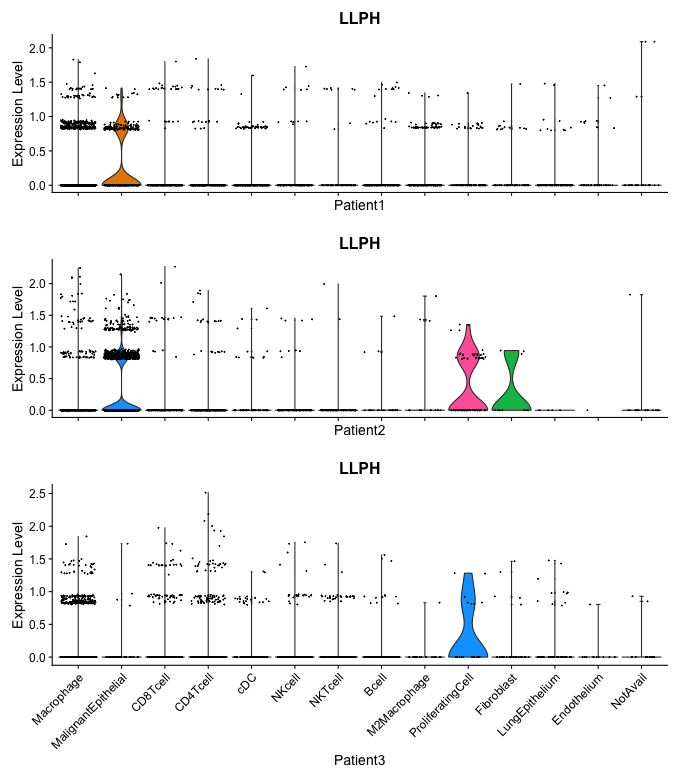 LLPH
Expression Level
2.0
1.5
1.0
0.5
0.0
Patient1
LLPH
Expression Level
2.0
1.5
1.0
0.5
0.0
Patient2
LLPH
Expression Level
2.5
2.0
1.5
1.0
0.5
0.0
Macrophage
MalignantEpithelial
CD8Tcell
CD4Tcell
cDC
NKcell
NKTcell
Bcell
M2Macrophage
ProliferatingCell
Fibroblast
LungEpithelium
Endothelium
NotAvail
Patient3